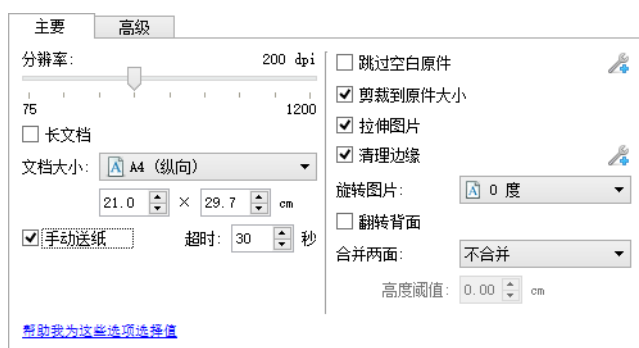 主要 高级
分辨率: 200 dpi
75 1200
长文档
文档大小: A4 (纵向)
21.0 × 29.7 cm
手动送纸 超时: 30 秒
帮助我为这些选项选择值
跳过空白原件
剪裁到原件大小
拉伸图片
清理边缘
旋转图片: 0 度
翻转背面
合并两面: 不合并
高度阈值: 0.00 cm